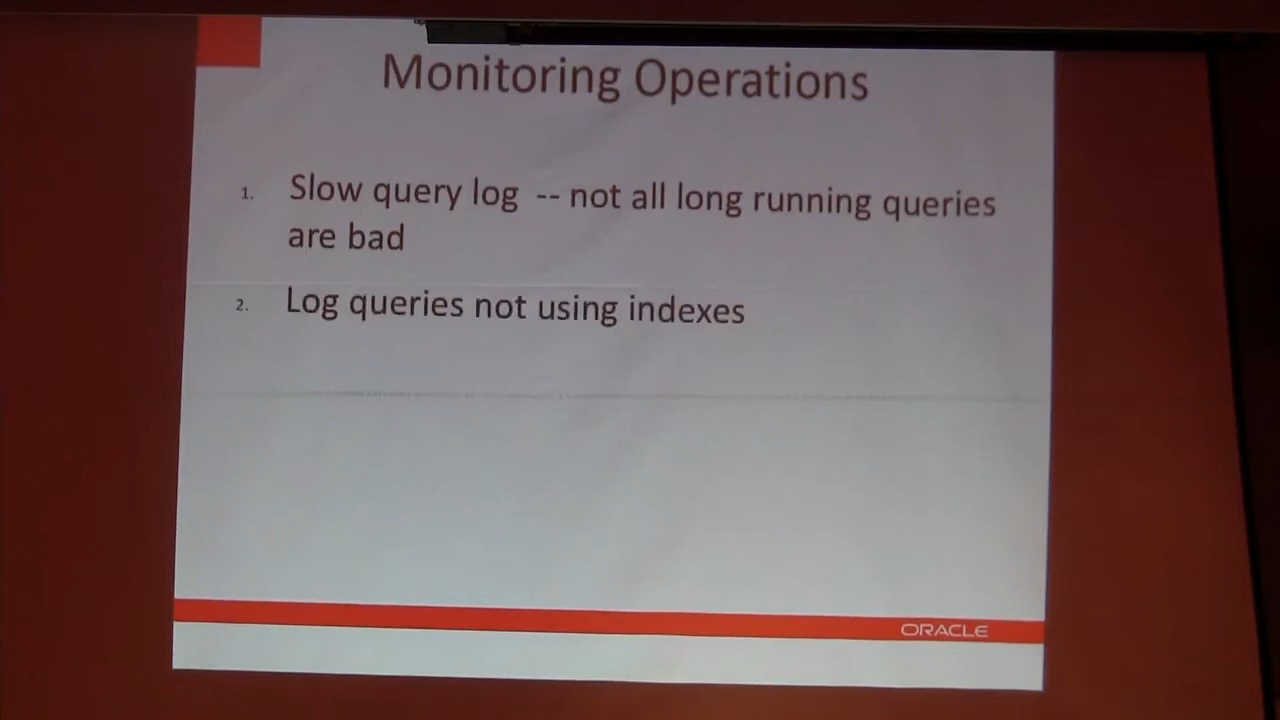 Monitoring Operations
1. Slow query log -- not all long running queries
are bad
2. Log queries not using indexes
ORACLE